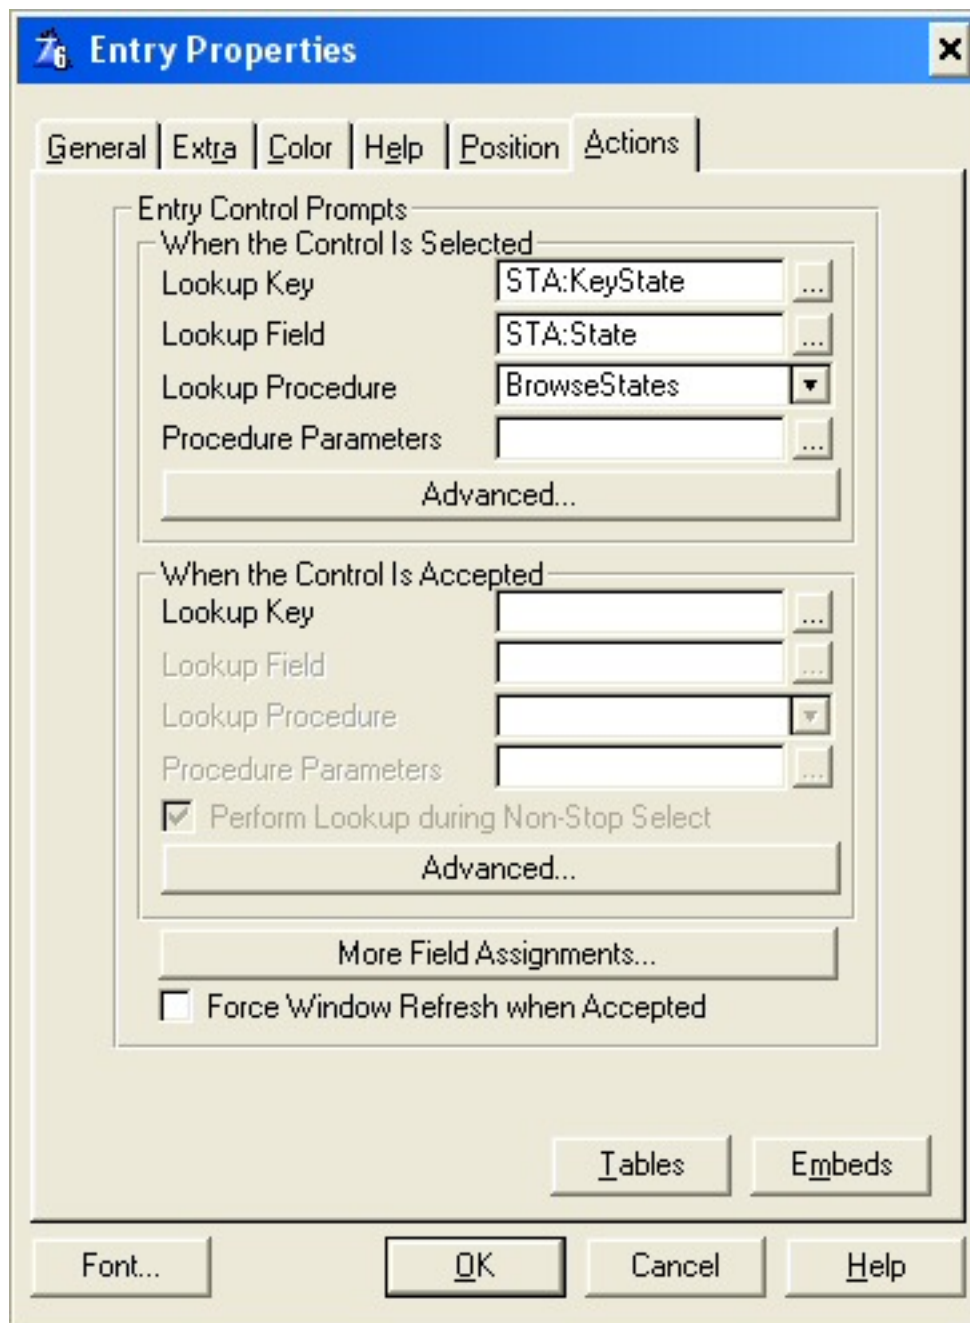 Entry Properties
General Extra Color Help Position Actions
Entry Control Prompts
When the Control Is Selected
Lookup Key STA:KeyState ...
Lookup Field STA:State ...
Lookup Procedure BrowseStates
Procedure Parameters ...
Advanced...
When the Control Is Accepted
Lookup Key ...
Lookup Field ...
Lookup Procedure
Procedure Parameters ...
Perform Lookup during Non-Stop Select
Advanced...
More Field Assignments...
Force Window Refresh when Accepted
Tables Embeds
Font... OK Cancel Help